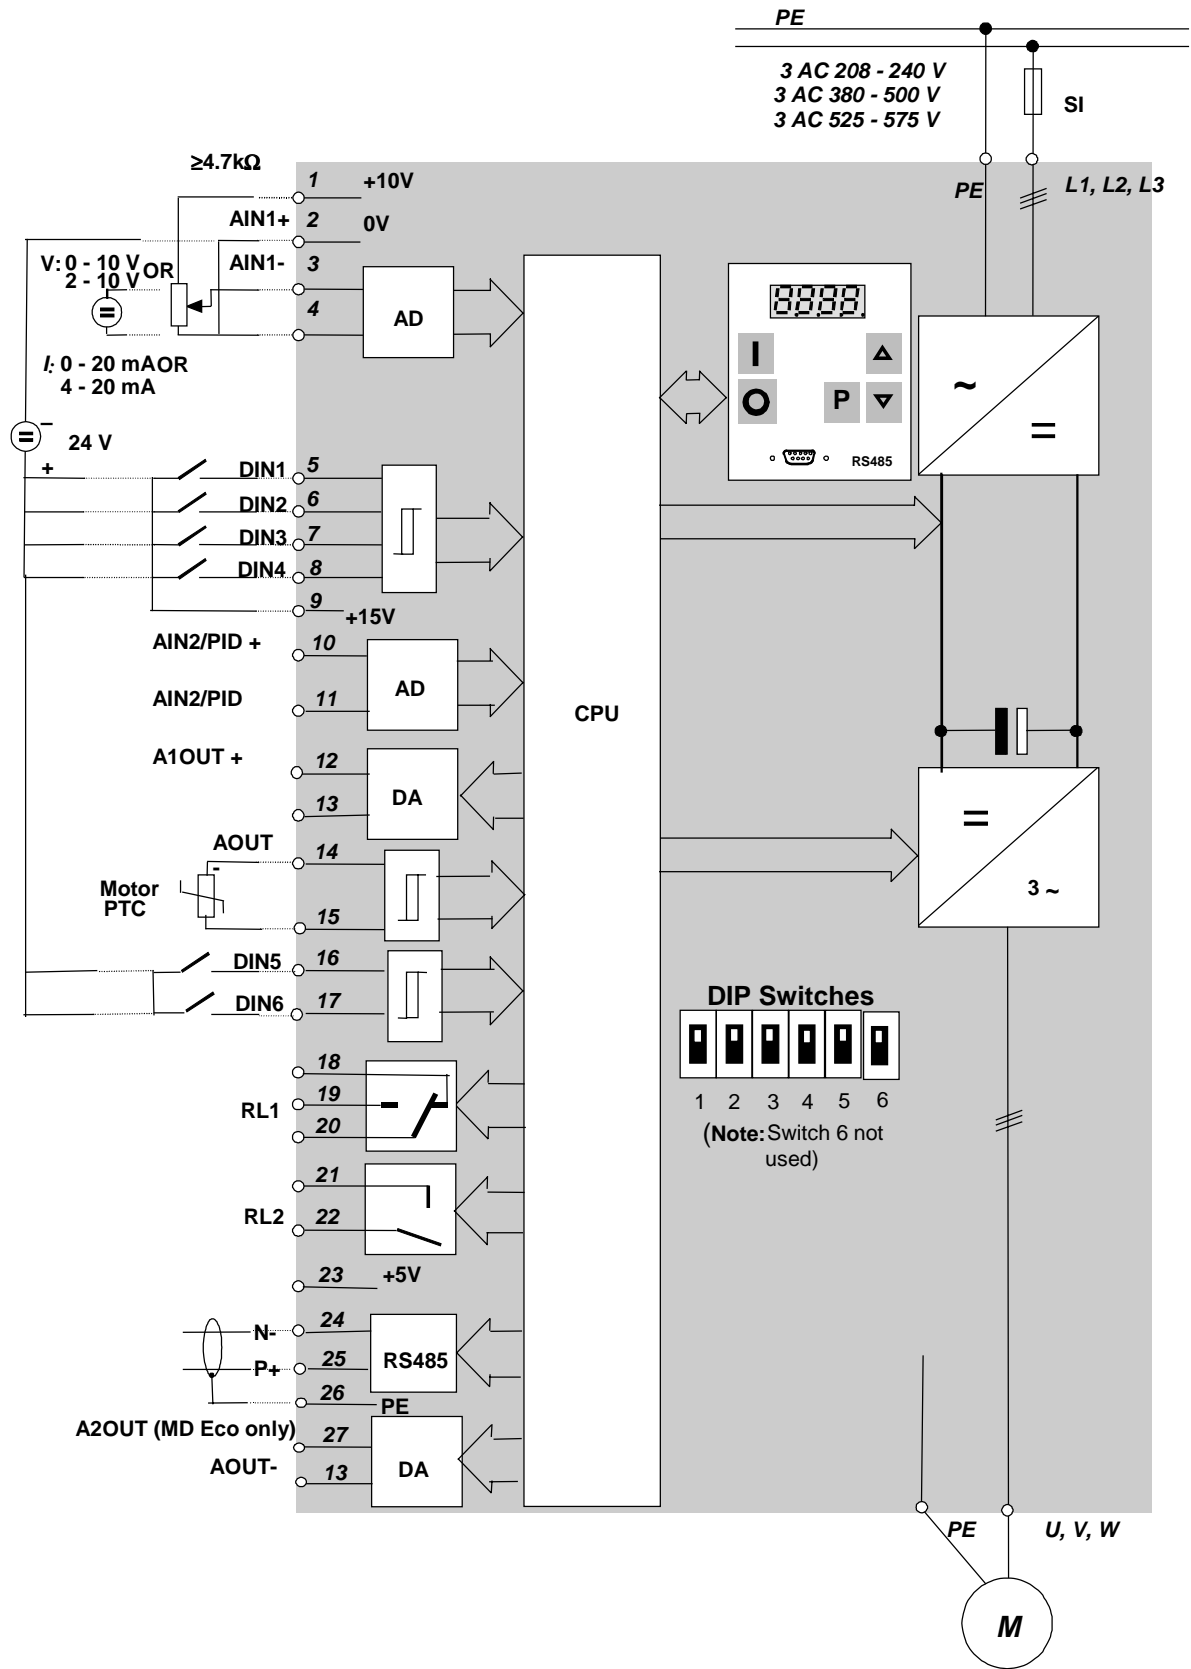 PE
3 AC 208 - 240 V
3 AC 380 - 500 V
3 AC 525 - 575 V
SI
PE
L1, L2, L3
≥4.7kΩ
1 +10V
AIN1+ 2 0V
AIN1- 3
4
V: 0 - 10 V OR
2 - 10 V
I: 0 - 20 mA OR
4 - 20 mA
AD
24 V
–
+
DIN1 5
DIN2 6
DIN3 7
DIN4 8
9 +15V
8.8.8.8.
P
RS485
~
=
AIN2/PID + 10
AIN2/PID 11
AD
CPU
A1OUT + 12
13
DA
AOUT - 14
Motor
PTC
15
=
3 ~
DIN5 16
DIN6 17
DIP Switches
1 2 3 4 5 6
(Note: Switch 6 not
used)
18
RL1 19
20
21
RL2 22
23 +5V
N- 24
P+ 25
RS485
26 PE
A2OUT (MD Eco only) 27
AOUT- 13
DA
PE
U, V, W
M